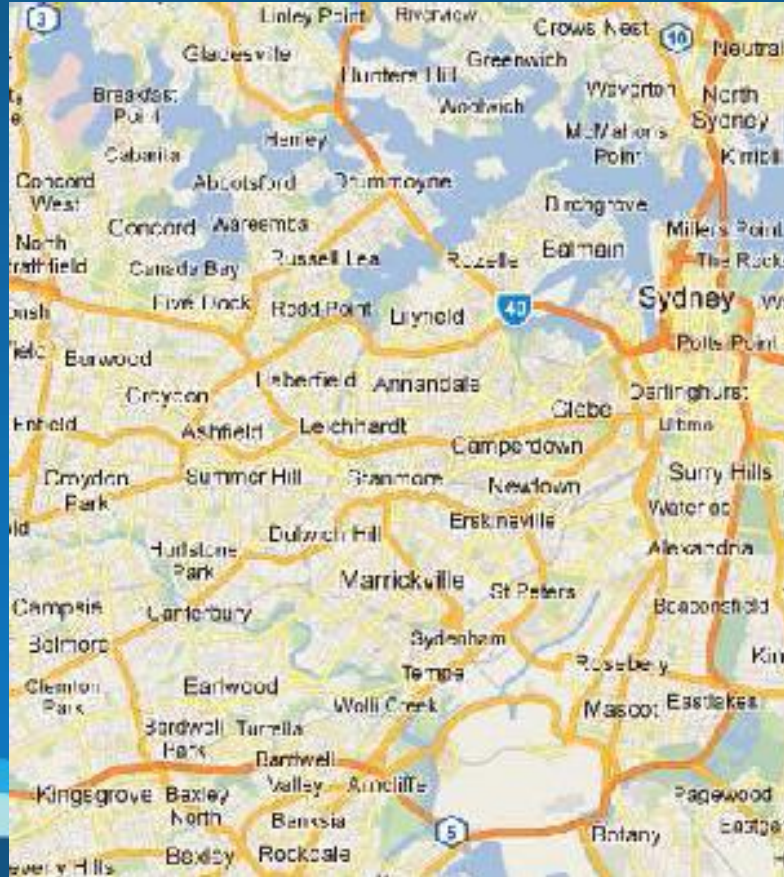 3
Linley Point
Riverview
Crows Nest
10
Neutral
Gladesville
Greenwich
Hunters Hill
Breakfast
Point
Woolwich
Waverton
North
Sydney
Henley
McMahons
Point
Kirribilli
Cabarita
Concord
West
Abbotsford
Drummoyne
Birchgrove
Concord
Wareemba
Millers Point
North
Strathfield
Canada Bay
Russell Lea
Rozelle
Balmain
The Rocks
Five Dock
Rodd Point
Lilyfield
40
Sydney
Burwood
Potts Point
Haberfield
Annandale
Croydon
Darlinghurst
Enfield
Ashfield
Leichhardt
Glebe
Ultimo
Camperdown
Croydon
Park
Summer Hill
Stanmore
Newtown
Surry Hills
Waterloo
Dulwich Hill
Erskineville
Hurlstone
Park
Alexandria
Marrickville
St Peters
Campsie
Canterbury
Beaconsfield
Belmore
Sydenham
Tempe
Rosebery
Clemton
Park
Earlwood
Wolli Creek
Mascot
Eastlakes
Bardwell
Park
Turrella
Bardwell
Valley
Arncliffe
Kingsgrove
Bexley
North
Pagewood
Banksia
5
Botany
Bexley
Rockdale